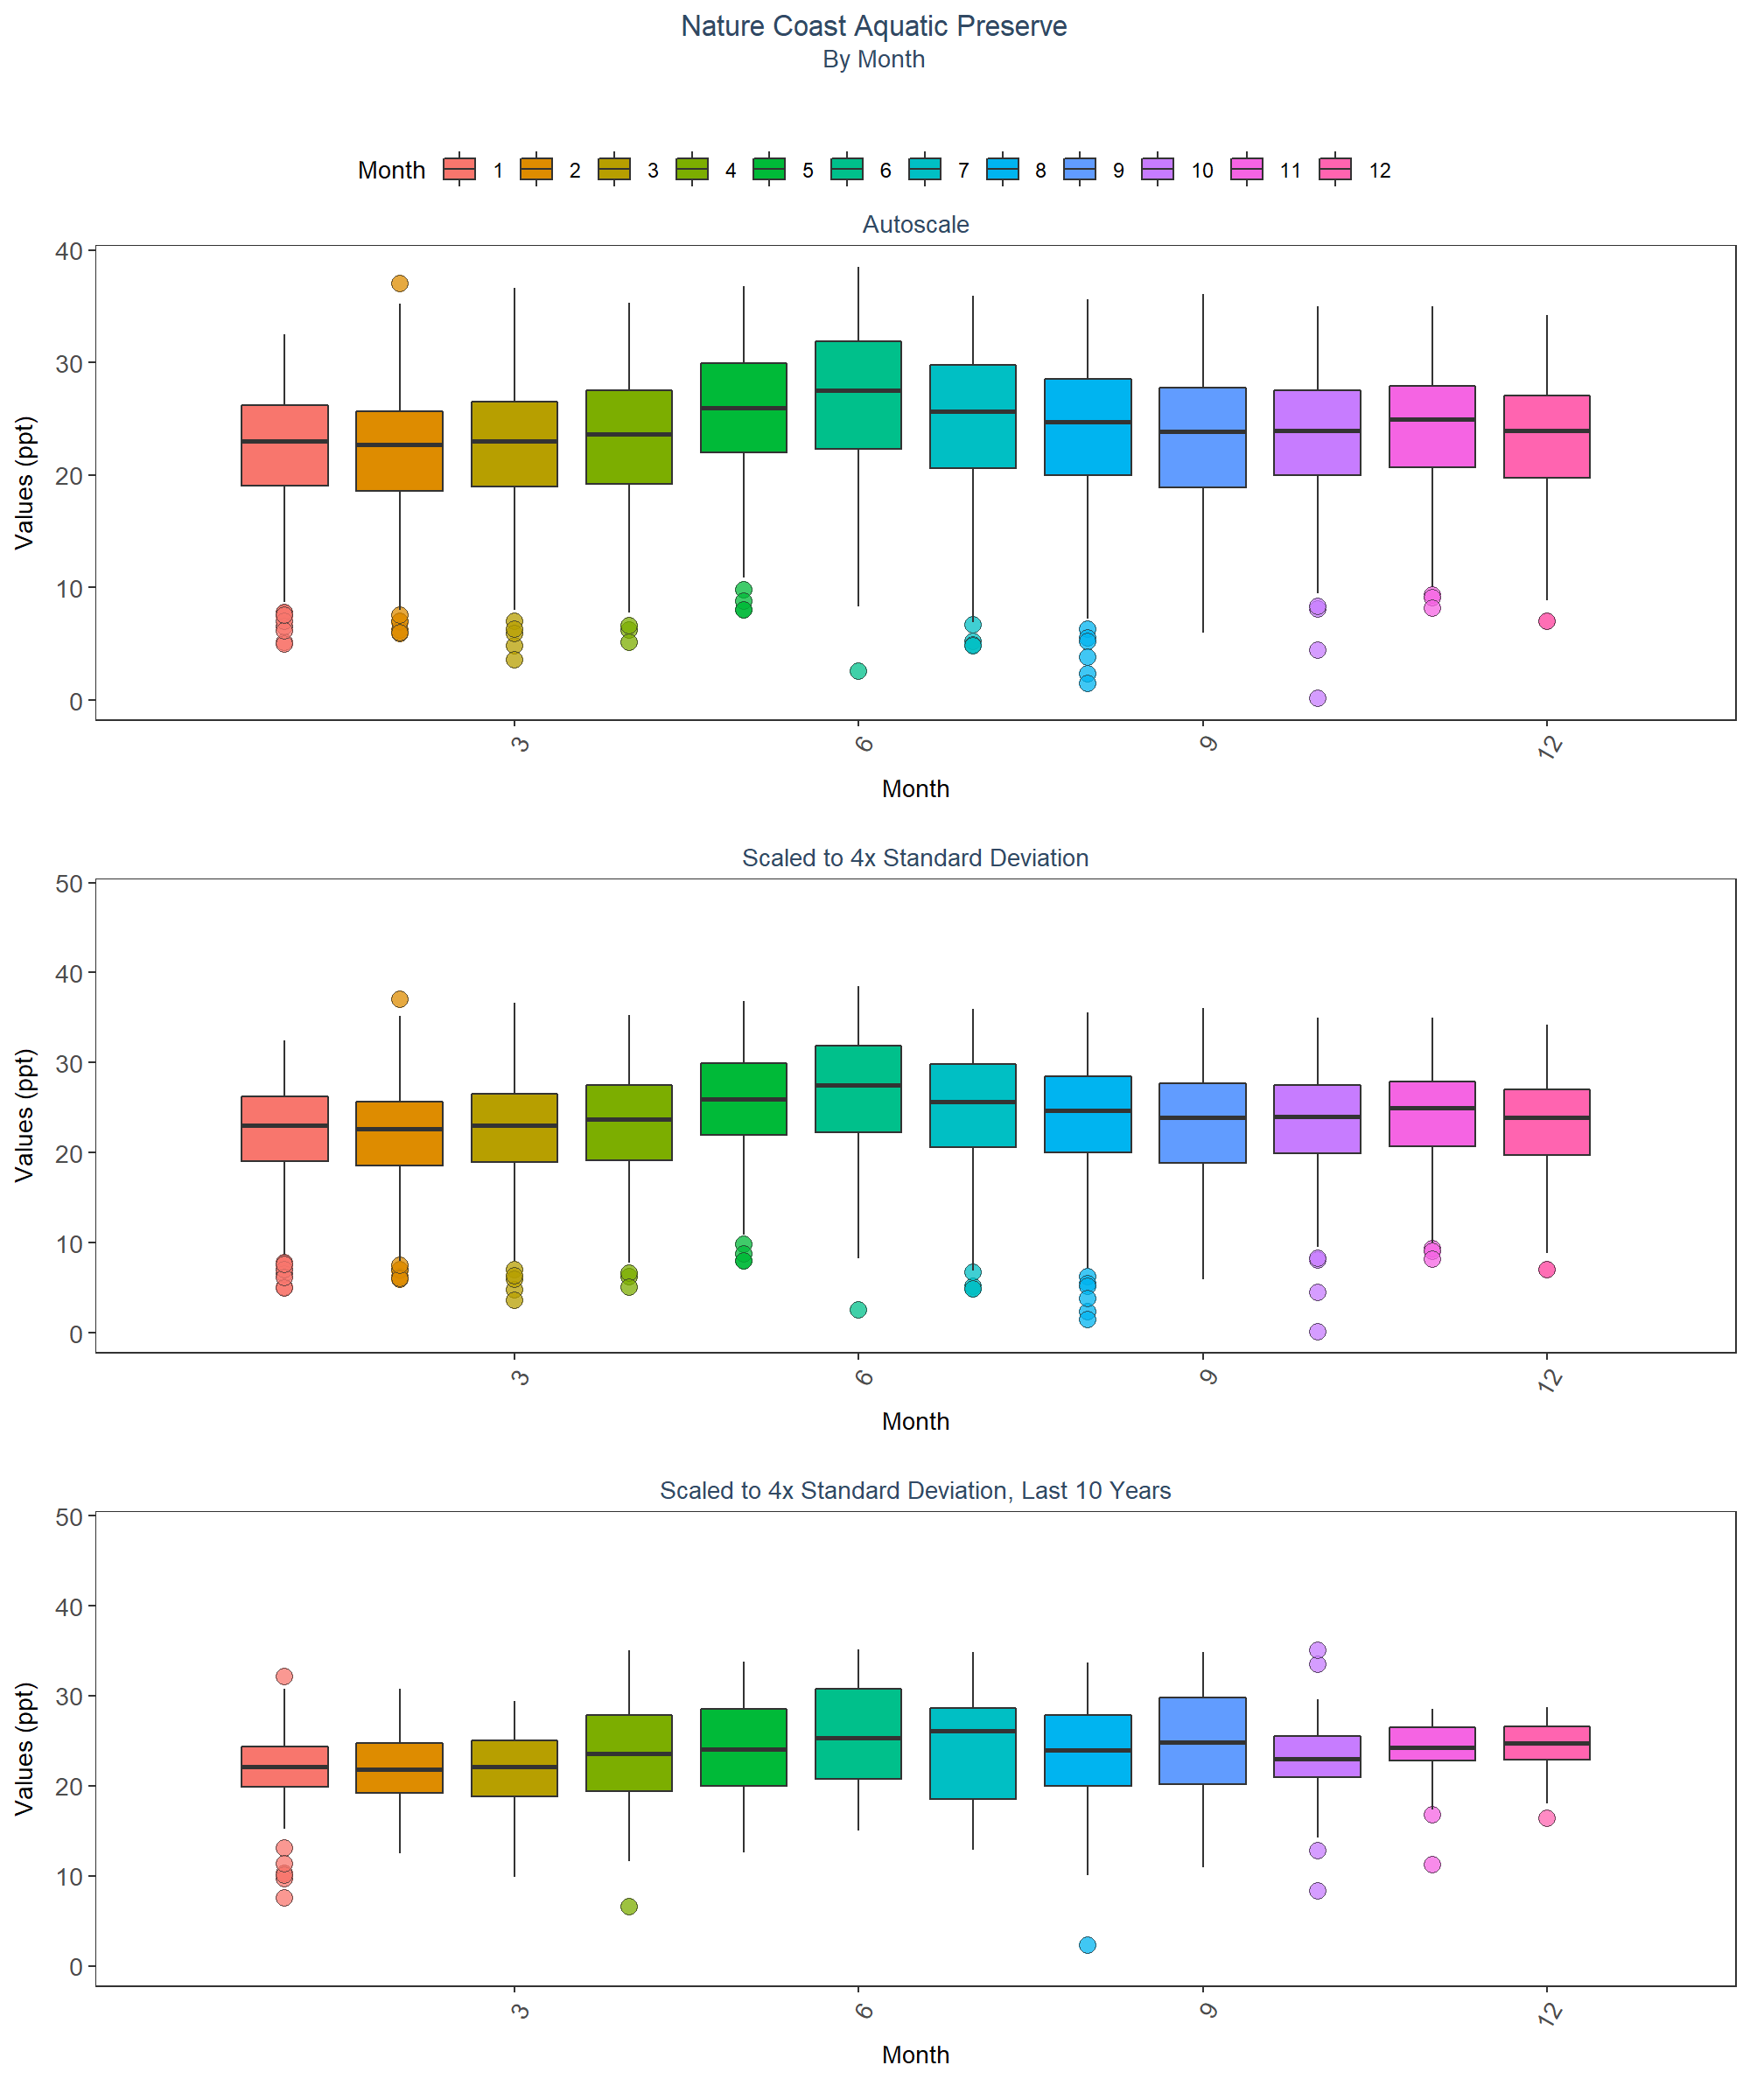 Nature Coast Aquatic Preserve
By Month
Month 1 2 3 4 5 6 7 8 9 10 11 12
Autoscale
40
30
20
10
0
Values (ppt)
3 6 9 12
Month
Scaled to 4x Standard Deviation
50
40
30
20
10
0
Values (ppt)
3 6 9 12
Month
Scaled to 4x Standard Deviation, Last 10 Years
50
40
30
20
10
0
Values (ppt)
3 6 9 12
Month